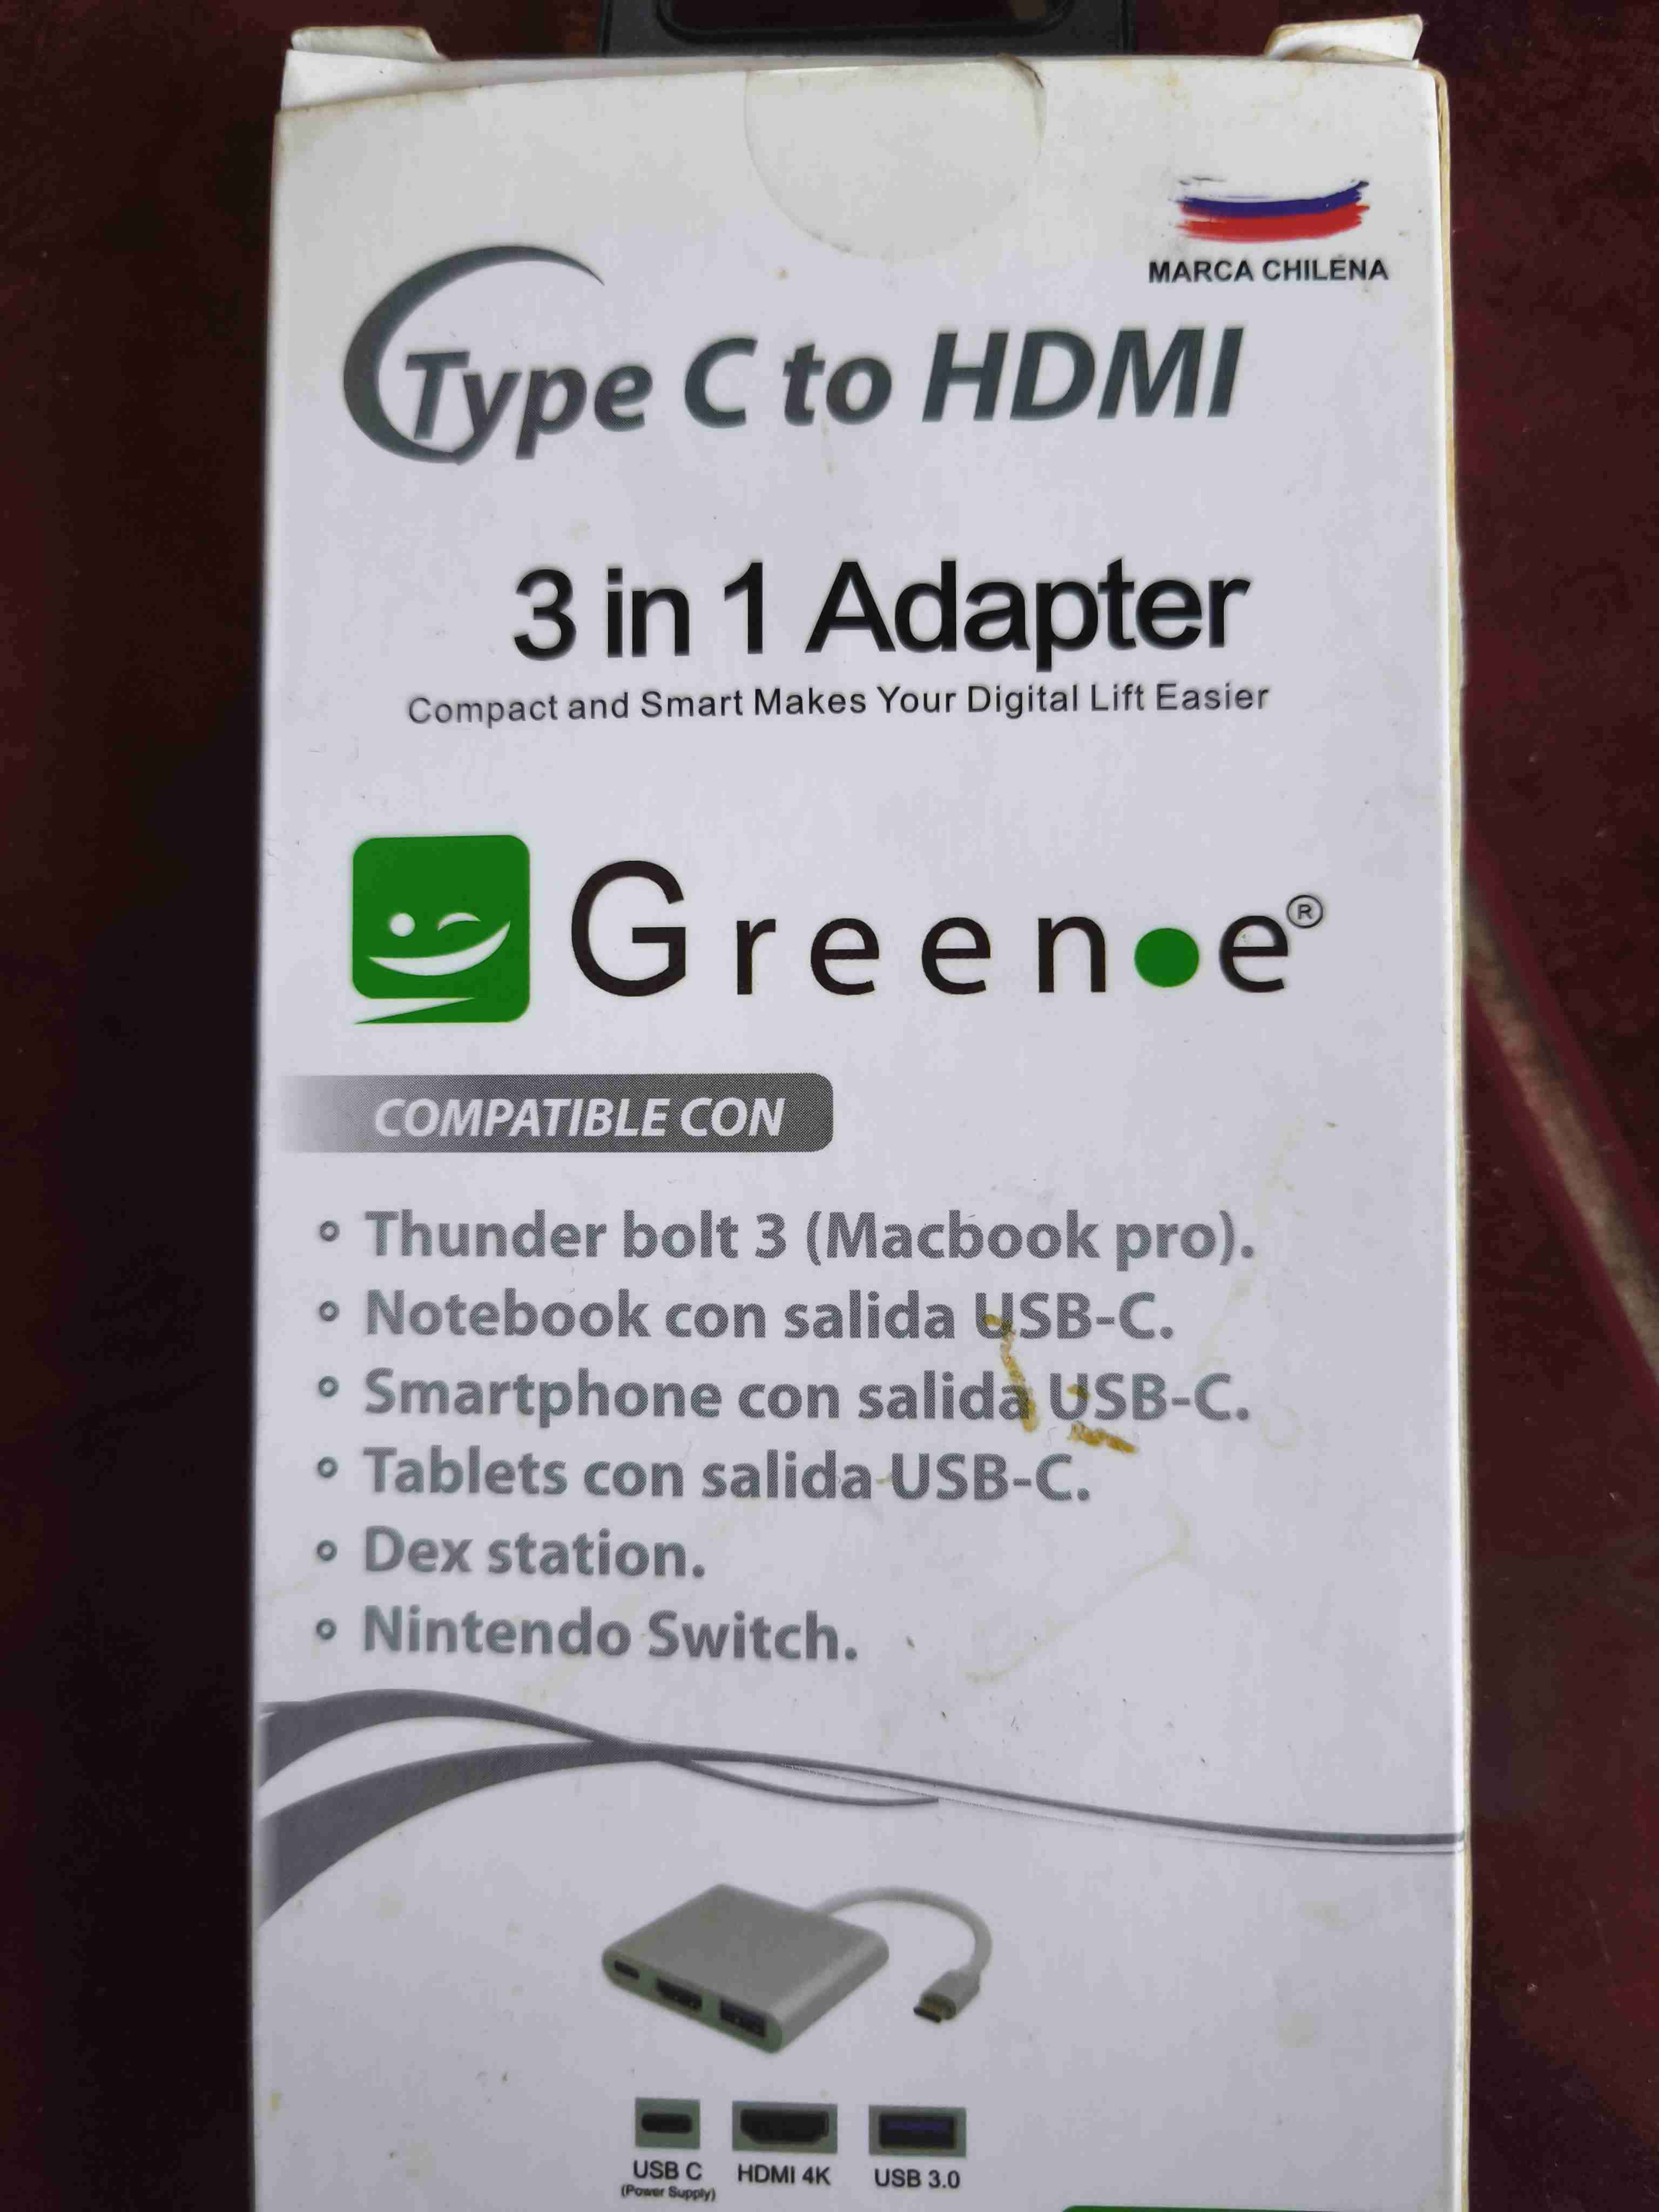 MARCA CHILENA
Type C to HDMI
3 in 1 Adapter
Compact and Smart Makes Your Digital Lift Easier
Green•e®
COMPATIBLE CON
° Thunder bolt 3 (Macbook pro).
° Notebook con salida USB-C.
° Smartphone con salida USB-C.
° Tablets con salida USB-C.
° Dex station.
° Nintendo Switch.
USB C HDMI 4K USB 3.0
(Power Supply)